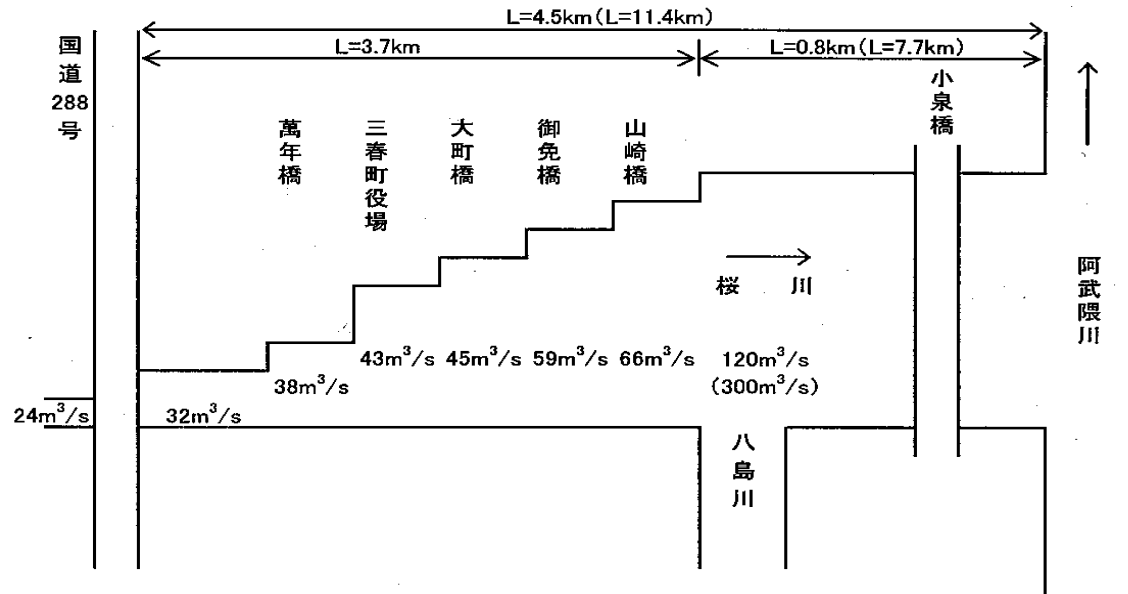 L=4.5km(L=11.4km)
L=3.7km
L=0.8km(L=7.7km)
国道288号
萬年橋
三春町役場
大町橋
御免橋
山崎橋
小泉橋
桜川
阿武隈川
43m³/s
45m³/s
59m³/s
66m³/s
120m³/s
(300m³/s)
38m³/s
24m³/s
32m³/s
八島川